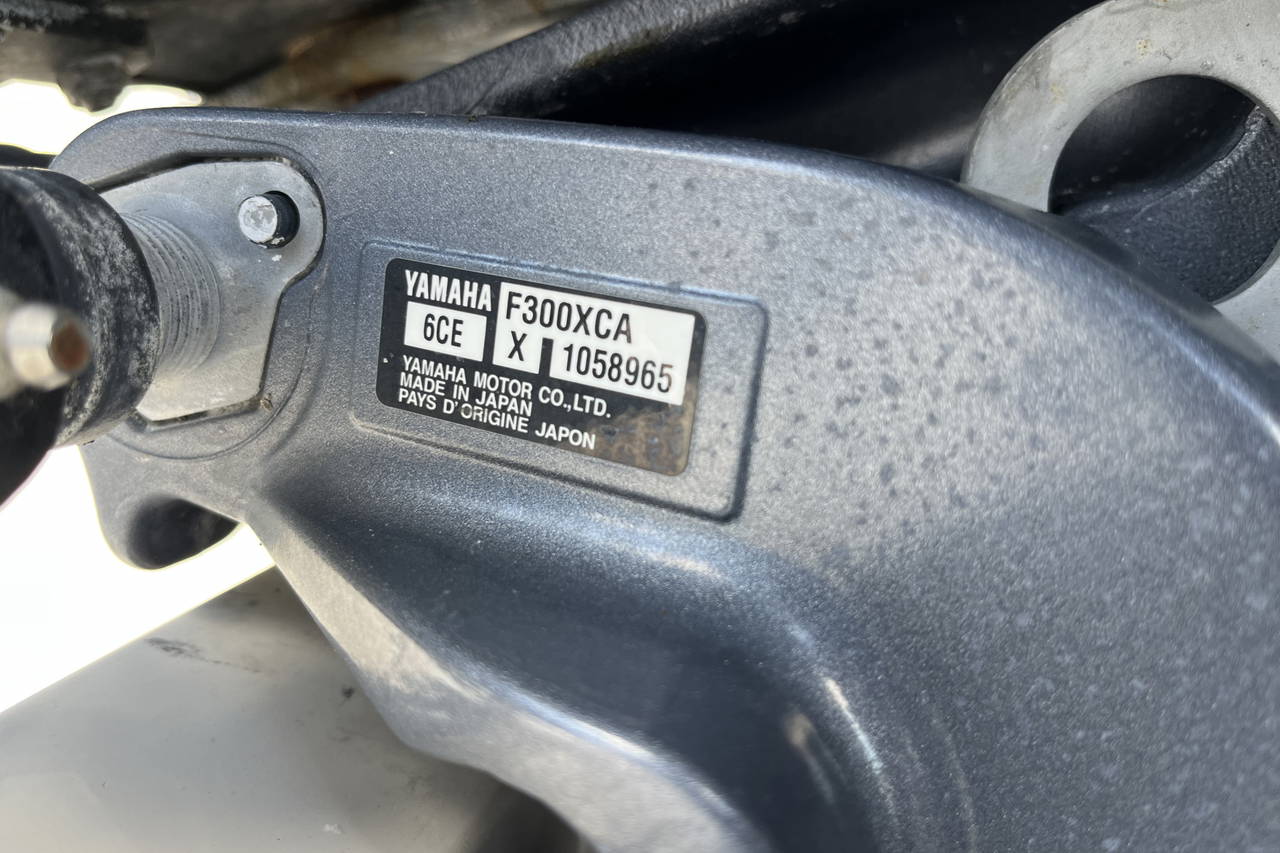 YAMAHA F300XCA
6CE X 1058965
YAMAHA MOTOR CO.,LTD.
MADE IN JAPAN
PAYS D'ORIGINE JAPON